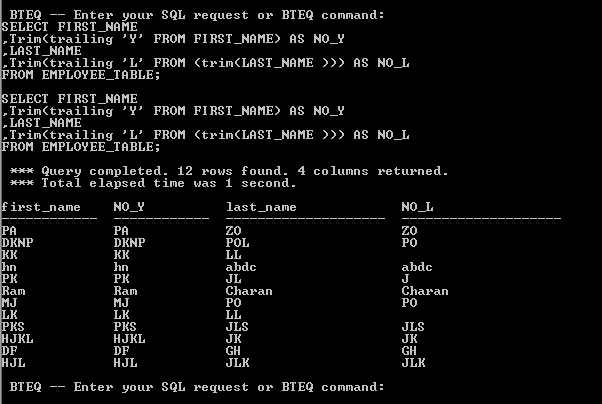 BTEQ -- Enter your SQL request or BTEQ command:
SELECT FIRST_NAME
,Trim(trailing 'Y' FROM FIRST_NAME) AS NO_Y
,LAST_NAME
,Trim(trailing 'L' FROM (trim(LAST_NAME ))) AS NO_L
FROM EMPLOYEE_TABLE;
SELECT FIRST_NAME
,Trim(trailing 'Y' FROM FIRST_NAME) AS NO_Y
,LAST_NAME
,Trim(trailing 'L' FROM (trim(LAST_NAME ))) AS NO_L
FROM EMPLOYEE_TABLE;
*** Query completed. 12 rows found. 4 columns returned.
*** Total elapsed time was 1 second.
first_name NO_Y last_name NO_L
------------ ------------ -------------------- --------------------
PA PA ZO ZO
DKNP DKNP POL PO
KK KK LL
hn hn abdc abdc
PK PK JL J
Ram Ram Charan Charan
MJ MJ PO PO
LK LK LL
PKS PKS JLS JLS
HJKL HJKL JK JK
DF DF GH GH
HJL HJL JLK JLK
BTEQ -- Enter your SQL request or BTEQ command: